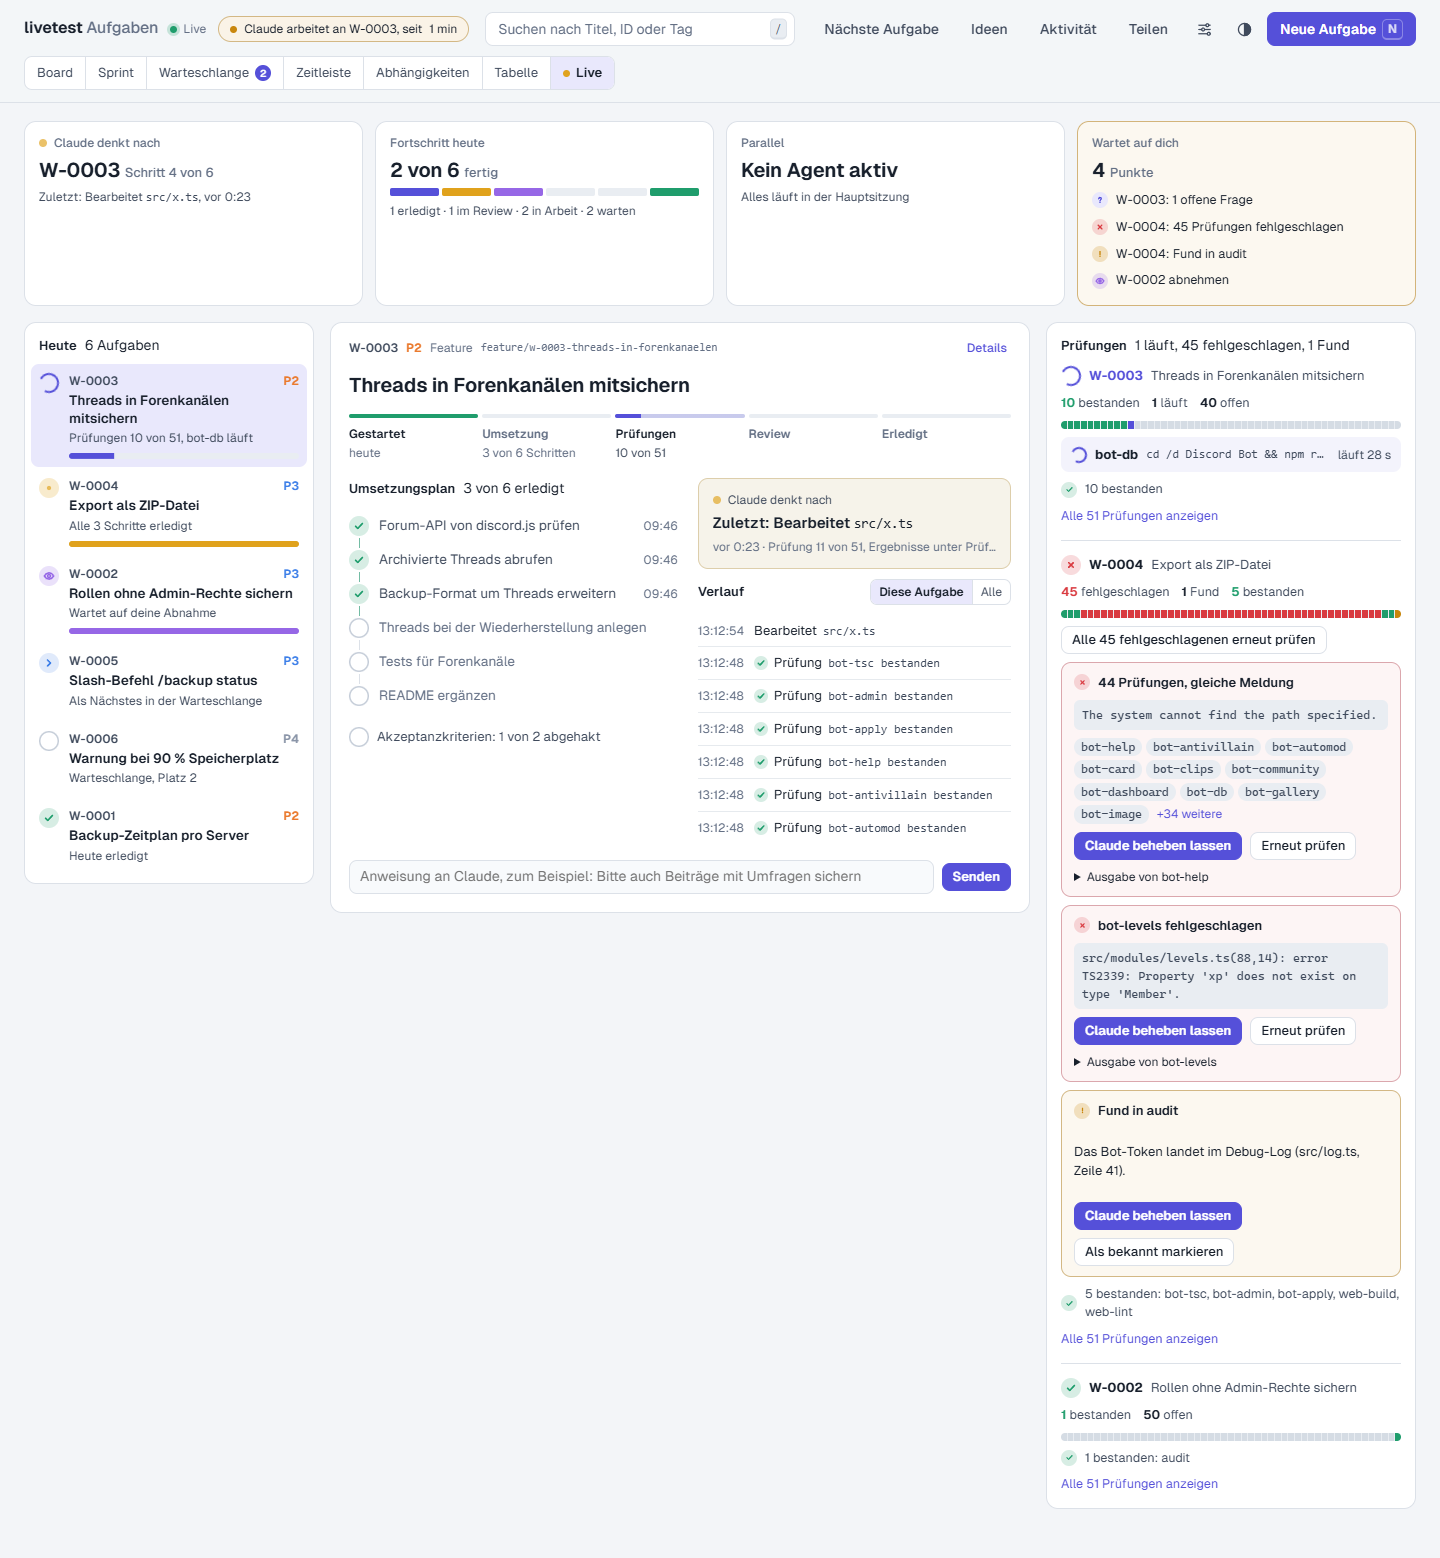 livetest Aufgaben
Live
Claude arbeitet an W-0003, seit 1 min
Suchen nach Titel, ID oder Tag
/
Nächste Aufgabe
Ideen
Aktivität
Teilen
Neue Aufgabe N
Board
Sprint
Warteschlange 2
Zeitleiste
Abhängigkeiten
Tabelle
Live
Claude denkt nach
W-0003 Schritt 4 von 6
Zuletzt: Bearbeitet src/x.ts, vor 0:23
Fortschritt heute
2 von 6 fertig
1 erledigt · 1 im Review · 2 in Arbeit · 2 warten
Parallel
Kein Agent aktiv
Alles läuft in der Hauptsitzung
Wartet auf dich
4 Punkte
? W-0003: 1 offene Frage
W-0004: 45 Prüfungen fehlgeschlagen
! W-0004: Fund in audit
W-0002 abnehmen
Heute 6 Aufgaben
W-0003 P2
Threads in Forenkanälen
mitsichern
Prüfungen 10 von 51, bot-db läuft
W-0004 P3
Export als ZIP-Datei
Alle 3 Schritte erledigt
W-0002 P3
Rollen ohne Admin-Rechte sichern
Wartet auf deine Abnahme
W-0005 P3
Slash-Befehl /backup status
Als Nächstes in der Warteschlange
W-0006 P4
Warnung bei 90 % Speicherplatz
Warteschlange, Platz 2
W-0001 P2
Backup-Zeitplan pro Server
Heute erledigt
W-0003 P2 Feature feature/w-0003-threads-in-forenkanaelen
Details
Threads in Forenkanälen mitsichern
Gestartet
heute
Umsetzung
3 von 6 Schritten
Prüfungen
10 von 51
Review
Erledigt
Umsetzungsplan 3 von 6 erledigt
Forum-API von discord.js prüfen 09:46
Archivierte Threads abrufen 09:46
Backup-Format um Threads erweitern 09:46
Threads bei der Wiederherstellung anlegen
Tests für Forenkanäle
README ergänzen
Akzeptanzkriterien: 1 von 2 abgehakt
Claude denkt nach
Zuletzt: Bearbeitet src/x.ts
vor 0:23 · Prüfung 11 von 51, Ergebnisse unter Prüf…
Verlauf
Diese Aufgabe
Alle
13:12:54 Bearbeitet src/x.ts
13:12:48 Prüfung bot-tsc bestanden
13:12:48 Prüfung bot-admin bestanden
13:12:48 Prüfung bot-apply bestanden
13:12:48 Prüfung bot-help bestanden
13:12:48 Prüfung bot-antivillain bestanden
13:12:48 Prüfung bot-automod bestanden
Anweisung an Claude, zum Beispiel: Bitte auch Beiträge mit Umfragen sichern
Senden
Prüfungen 1 läuft, 45 fehlgeschlagen, 1 Fund
W-0003 Threads in Forenkanälen mitsichern
10 bestanden 1 läuft 40 offen
bot-db cd /d Discord Bot && npm r… läuft 28 s
10 bestanden
Alle 51 Prüfungen anzeigen
W-0004 Export als ZIP-Datei
45 fehlgeschlagen 1 Fund 5 bestanden
Alle 45 fehlgeschlagenen erneut prüfen
44 Prüfungen, gleiche Meldung
The system cannot find the path specified.
bot-help bot-antivillain bot-automod
bot-card bot-clips bot-community
bot-dashboard bot-db bot-gallery
bot-image +34 weitere
Claude beheben lassen
Erneut prüfen
Ausgabe von bot-help
bot-levels fehlgeschlagen
src/modules/levels.ts(88,14): error
TS2339: Property 'xp' does not exist on
type 'Member'.
Claude beheben lassen
Erneut prüfen
Ausgabe von bot-levels
! Fund in audit
Das Bot-Token landet im Debug-Log (src/log.ts,
Zeile 41).
Claude beheben lassen
Als bekannt markieren
5 bestanden: bot-tsc, bot-admin, bot-apply, web-build,
web-lint
Alle 51 Prüfungen anzeigen
W-0002 Rollen ohne Admin-Rechte sichern
1 bestanden 50 offen
1 bestanden: audit
Alle 51 Prüfungen anzeigen